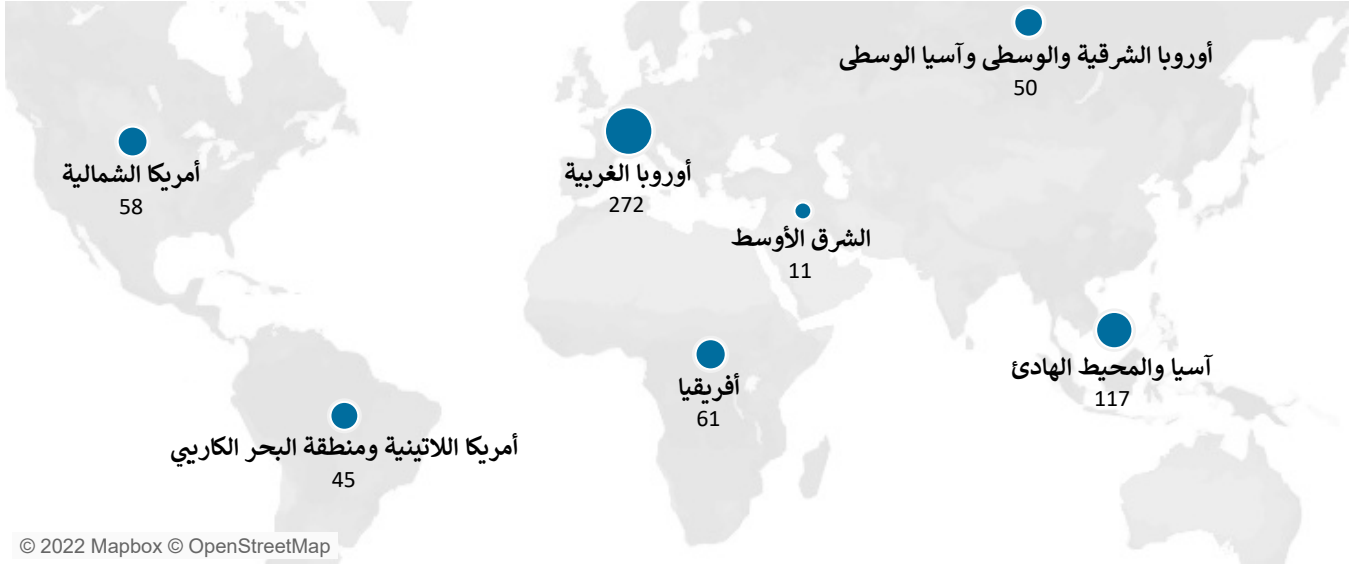 أوروبا الشرقية والوسطى وآسيا الوسطى
50
أمريكا الشمالية
58
أوروبا الغربية
272
الشرق الأوسط
11
آسيا والمحيط الهادئ
117
أفريقيا
61
أمريكا اللاتينية ومنطقة البحر الكاريبي
45
© 2022 Mapbox © OpenStreetMap